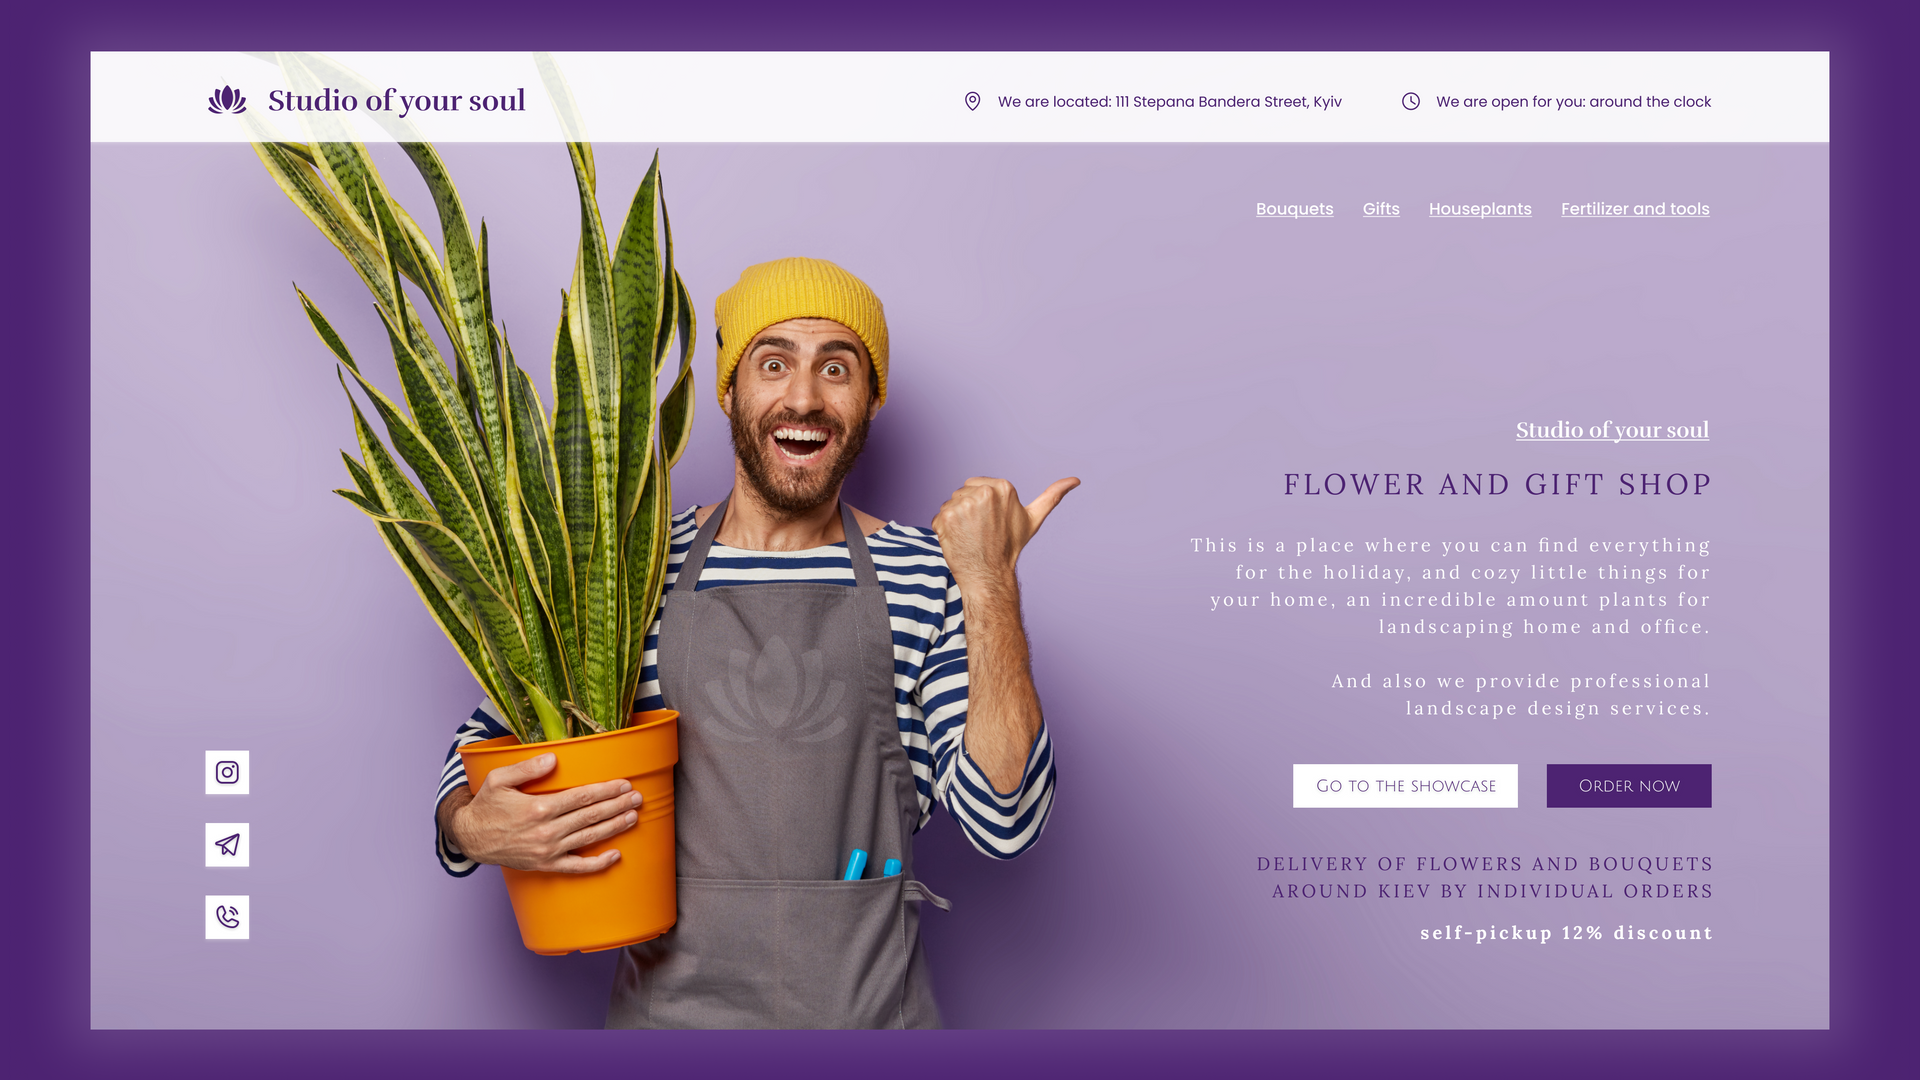 Studio of your soul
We are located: 111 Stepana Bandera Street, Kyiv
We are open for you: around the clock
Bouquets Gifts Houseplants Fertilizer and tools
Studio of your soul
FLOWER AND GIFT SHOP
This is a place where you can find everything
for the holiday, and cozy little things for
your home, an incredible amount plants for
landscaping home and office.
And also we provide professional
landscape design services.
Go to the showcase
Order now
DELIVERY OF FLOWERS AND BOUQUETS
AROUND KIEV BY INDIVIDUAL ORDERS
self-pickup 12% discount